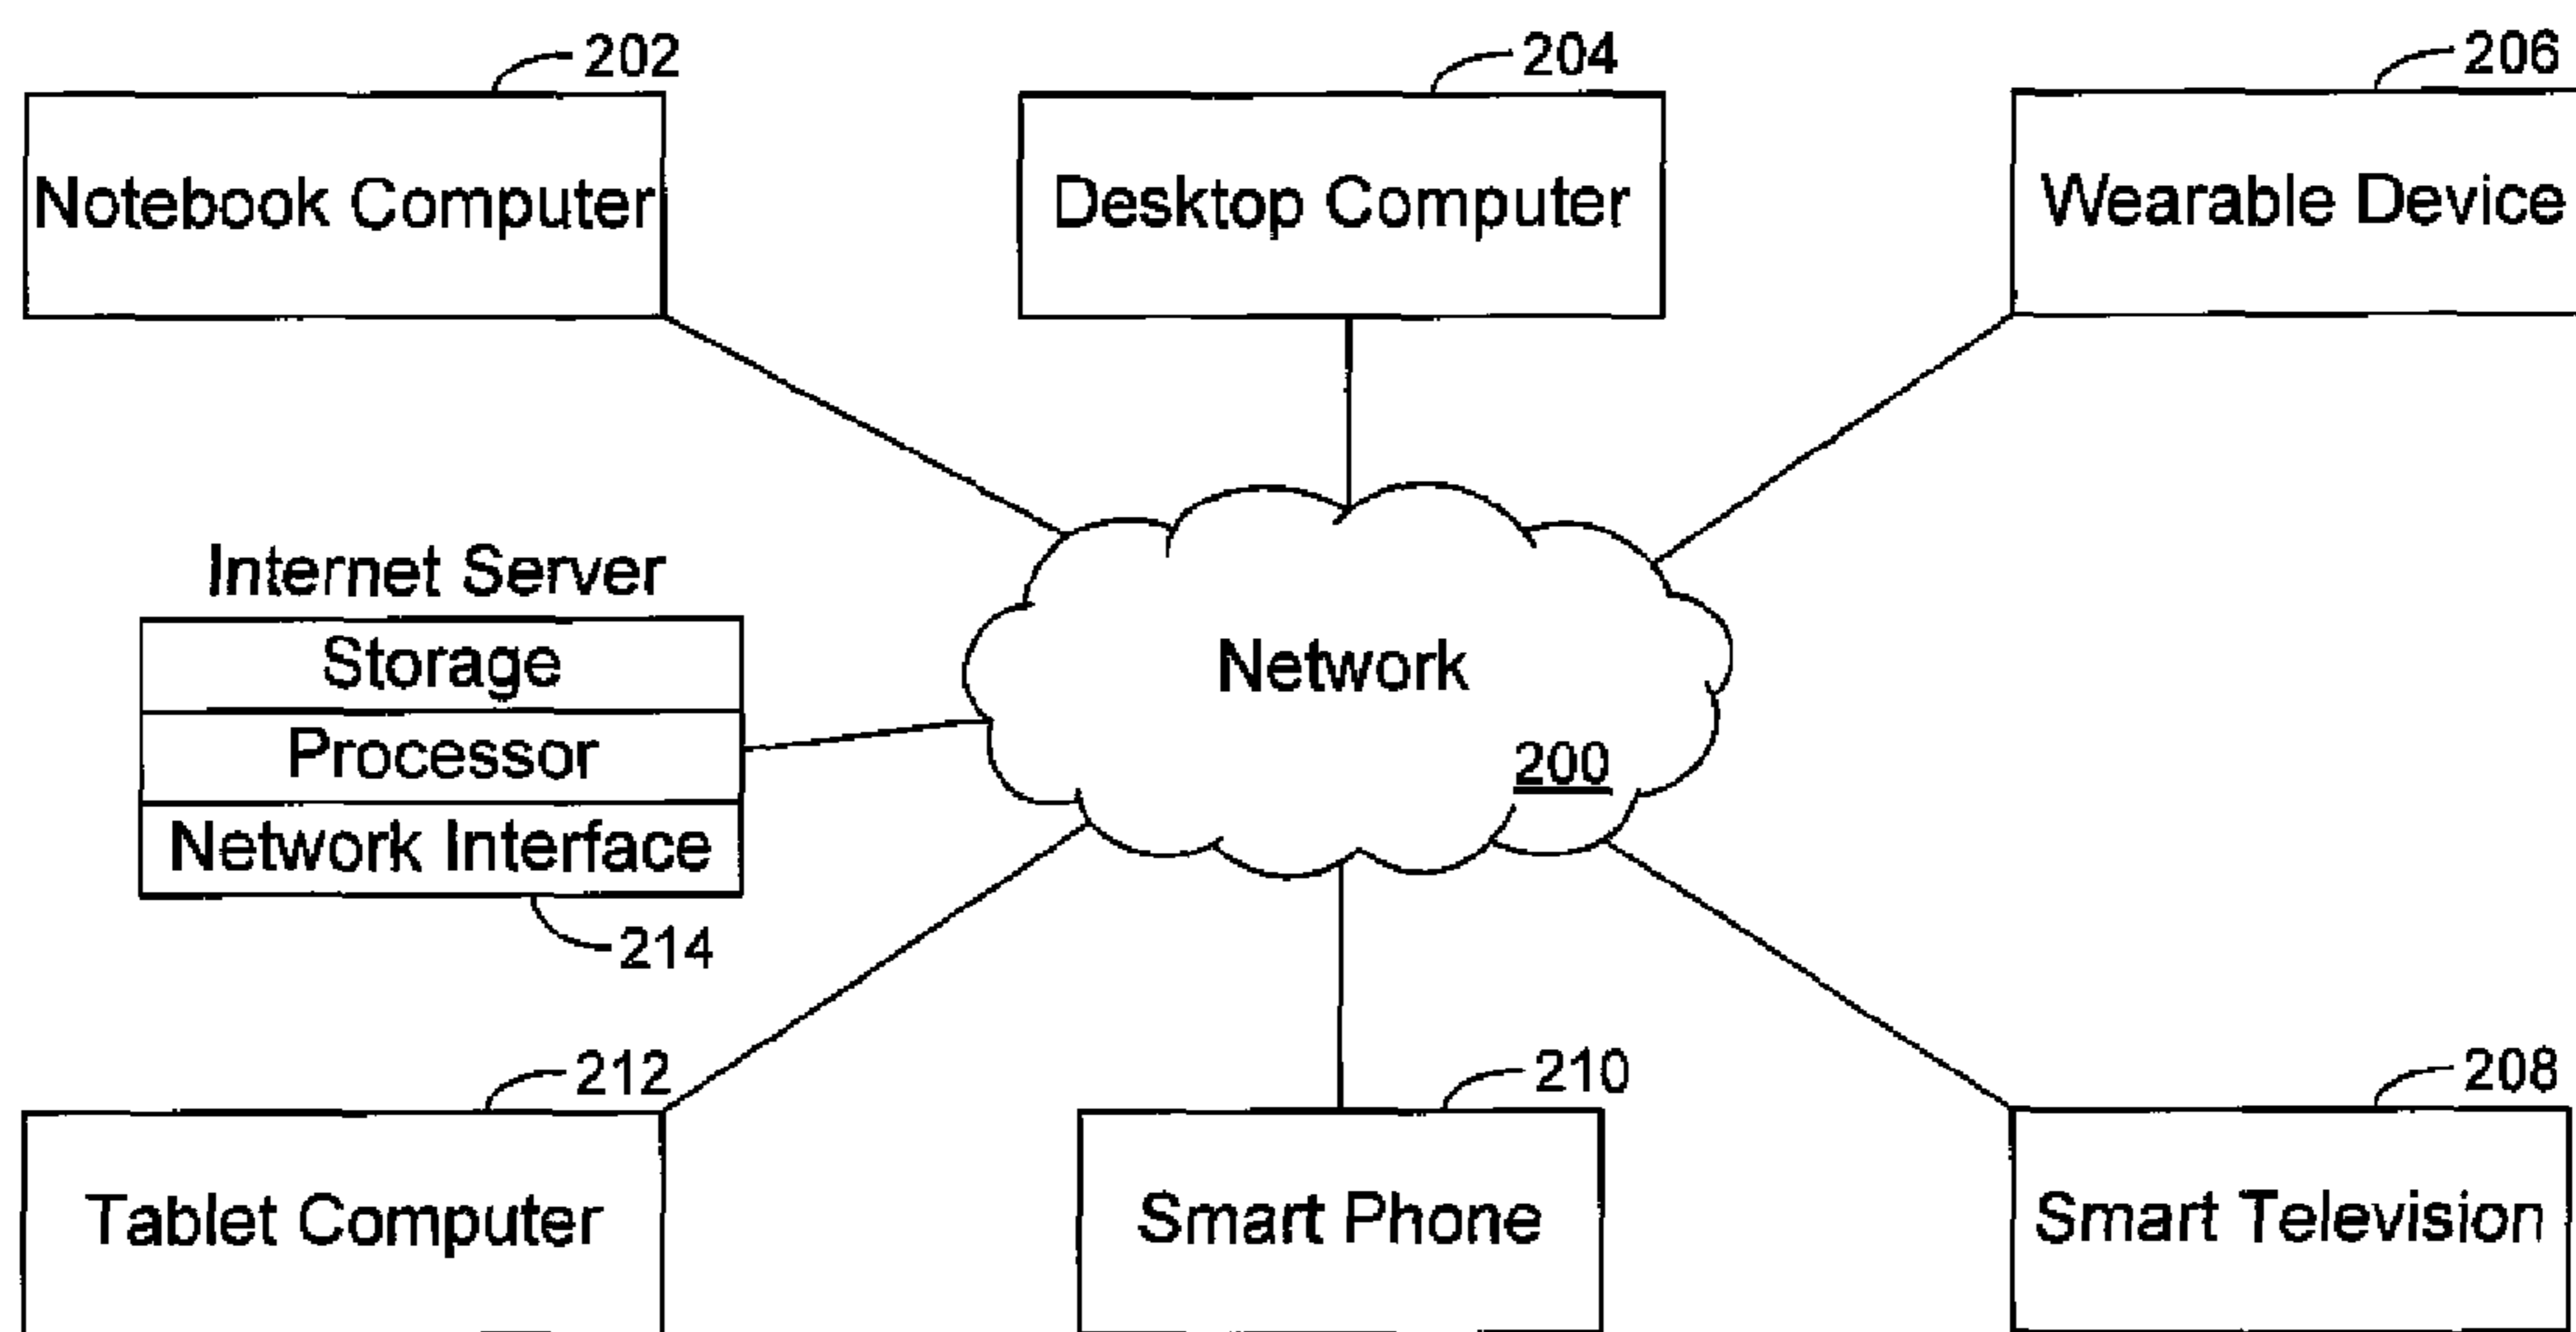 202
204
206
Notebook Computer
Desktop Computer
Wearable Device
Internet Server
Storage
Processor
Network Interface
214
Network
200
212
210
208
Tablet Computer
Smart Phone
Smart Television